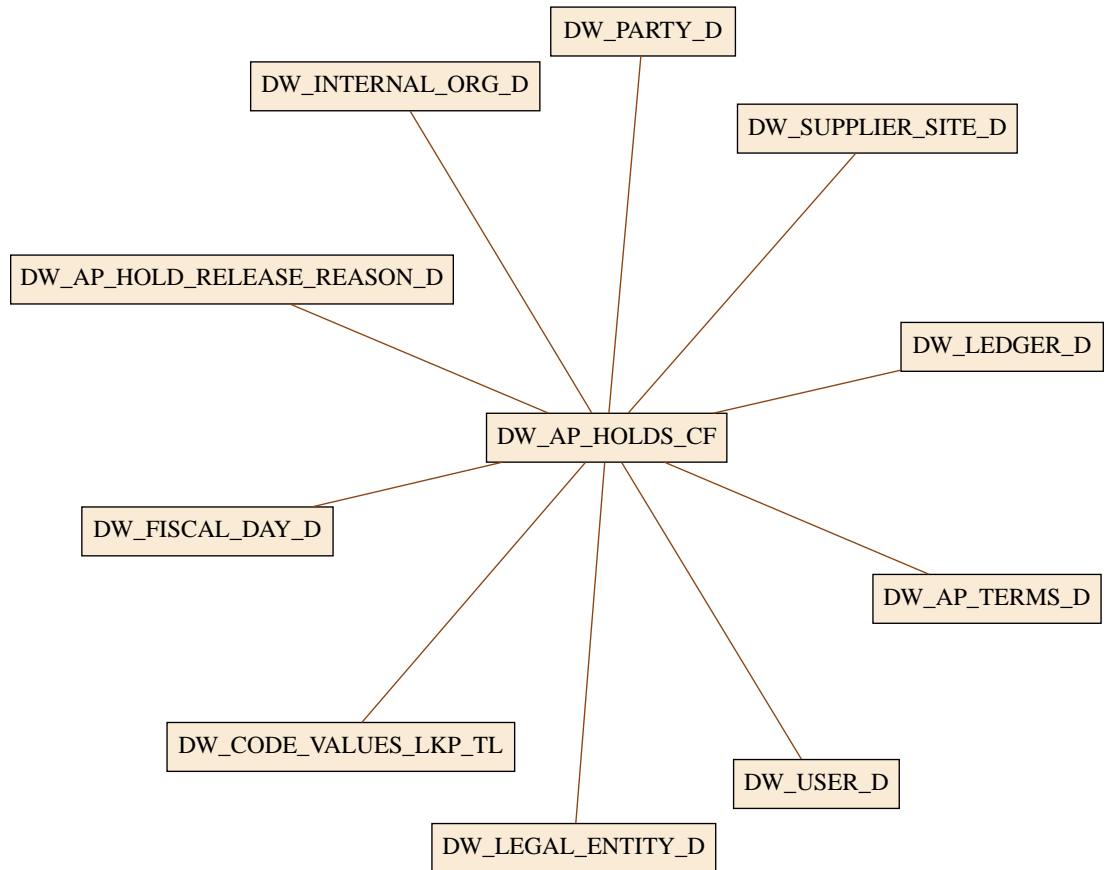 DW_PARTY_D
DW_INTERNAL_ORG_D
DW_SUPPLIER_SITE_D
DW_AP_HOLD_RELEASE_REASON_D
DW_LEDGER_D
DW_AP_HOLDS_CF
DW_FISCAL_DAY_D
DW_AP_TERMS_D
DW_CODE_VALUES_LKP_TL
DW_USER_D
DW_LEGAL_ENTITY_D